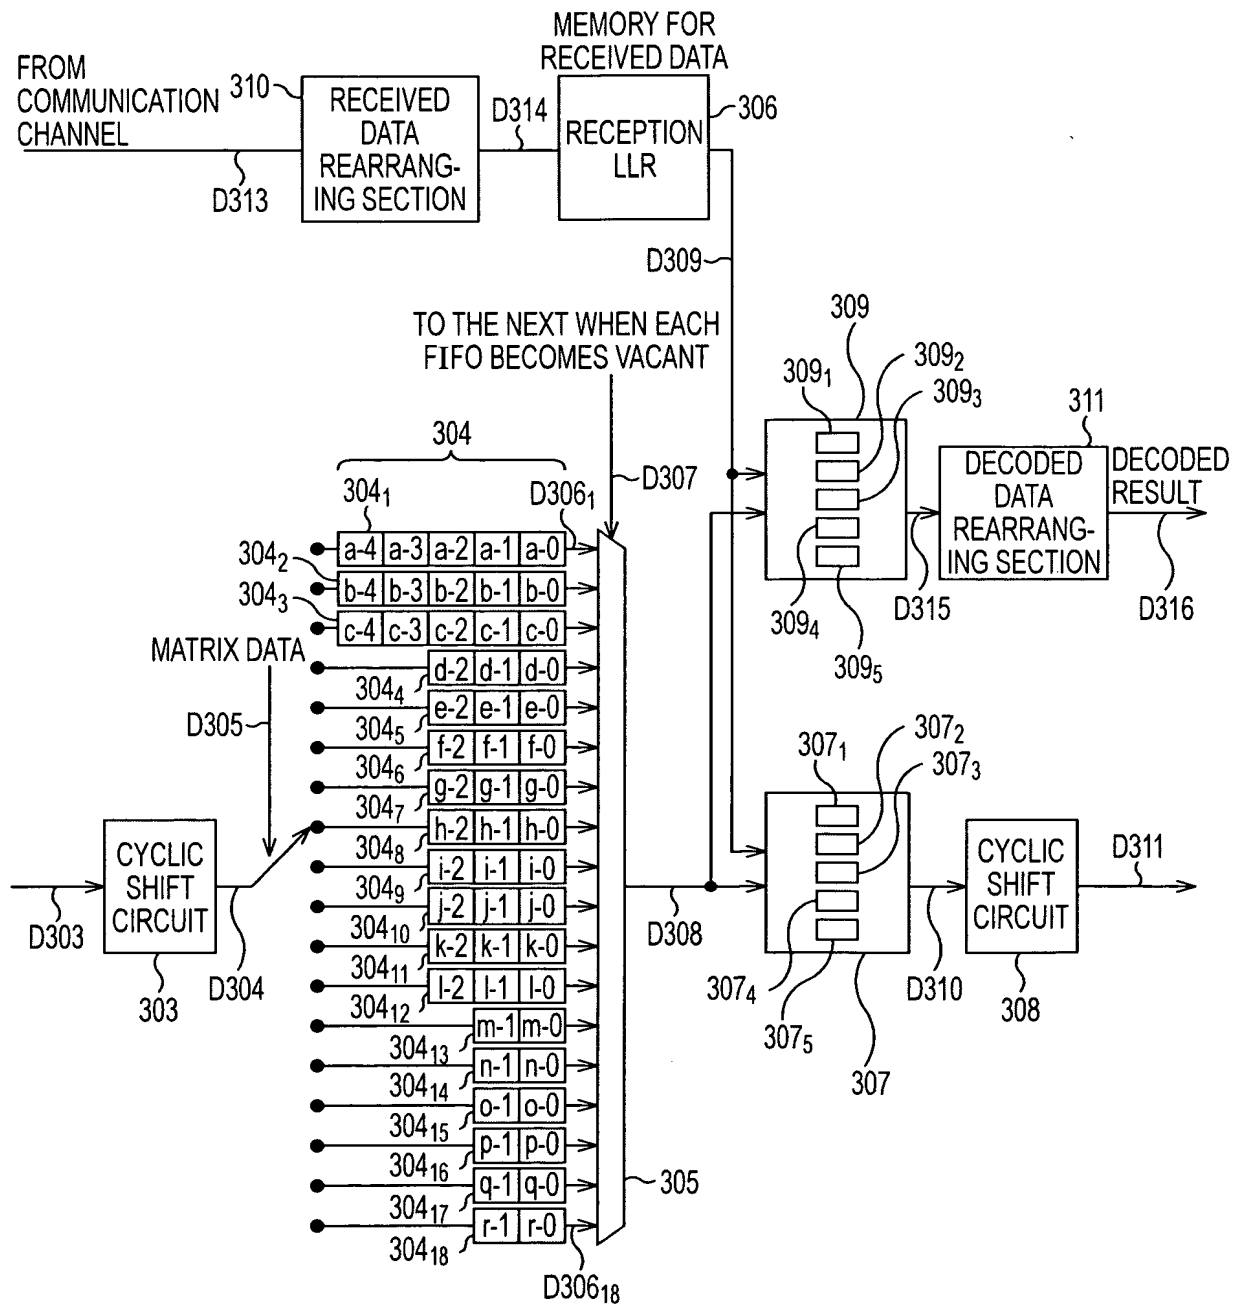 MEMORY FOR
RECEIVED DATA
FROM
COMMUNICATION
CHANNEL
310
RECEIVED
DATA
REARRANG-
ING SECTION
D313
D314
RECEPTION
LLR
306
D309
TO THE NEXT WHEN EACH
FIFO BECOMES VACANT
D307
309
309₁
309₂
309₃
309₄
309₅
D315
311
DECODED
DATA
REARRANG-
ING SECTION
DECODED
RESULT
D316
304
304₁
D306₁
a-4 a-3 a-2 a-1 a-0
304₂
b-4 b-3 b-2 b-1 b-0
304₃
c-4 c-3 c-2 c-1 c-0
MATRIX DATA
D305
d-2 d-1 d-0
304₄
e-2 e-1 e-0
304₅
f-2 f-1 f-0
304₆
g-2 g-1 g-0
304₇
h-2 h-1 h-0
304₈
i-2 i-1 i-0
304₉
j-2 j-1 j-0
304₁₀
k-2 k-1 k-0
304₁₁
l-2 l-1 l-0
304₁₂
m-1 m-0
304₁₃
n-1 n-0
304₁₄
o-1 o-0
304₁₅
p-1 p-0
304₁₆
q-1 q-0
304₁₇
r-1 r-0
304₁₈
D306₁₈
305
D303
CYCLIC
SHIFT
CIRCUIT
303
D304
D308
307₁
307₂
307₃
307₄
307₅
307
D310
CYCLIC
SHIFT
CIRCUIT
308
D311